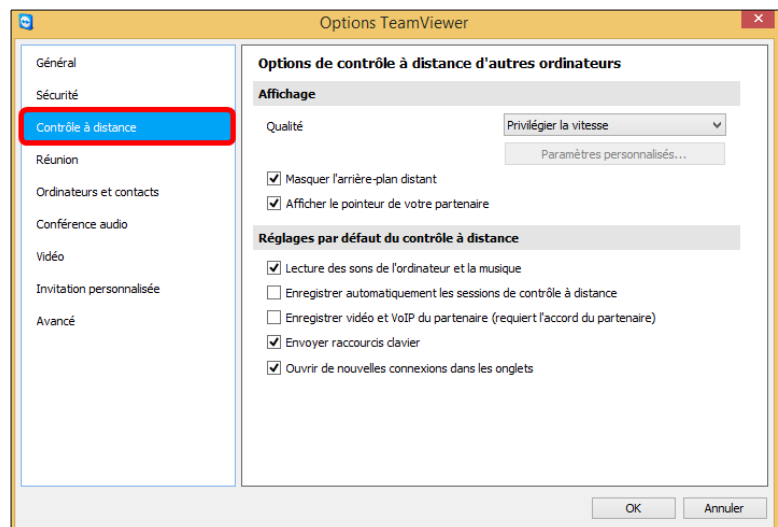 Options TeamViewer
Général
Sécurité
Contrôle à distance
Réunion
Ordinateurs et contacts
Conférence audio
Vidéo
Invitation personnalisée
Avancé
Options de contrôle à distance d'autres ordinateurs
Affichage
Qualité
Privilégier la vitesse
Paramètres personnalisés...
Masquer l'arrière-plan distant
Afficher le pointeur de votre partenaire
Réglages par défaut du contrôle à distance
Lecture des sons de l'ordinateur et la musique
Enregistrer automatiquement les sessions de contrôle à distance
Enregistrer vidéo et VoIP du partenaire (requiert l'accord du partenaire)
Envoyer raccourcis clavier
Ouvrir de nouvelles connexions dans les onglets
OK
Annuler